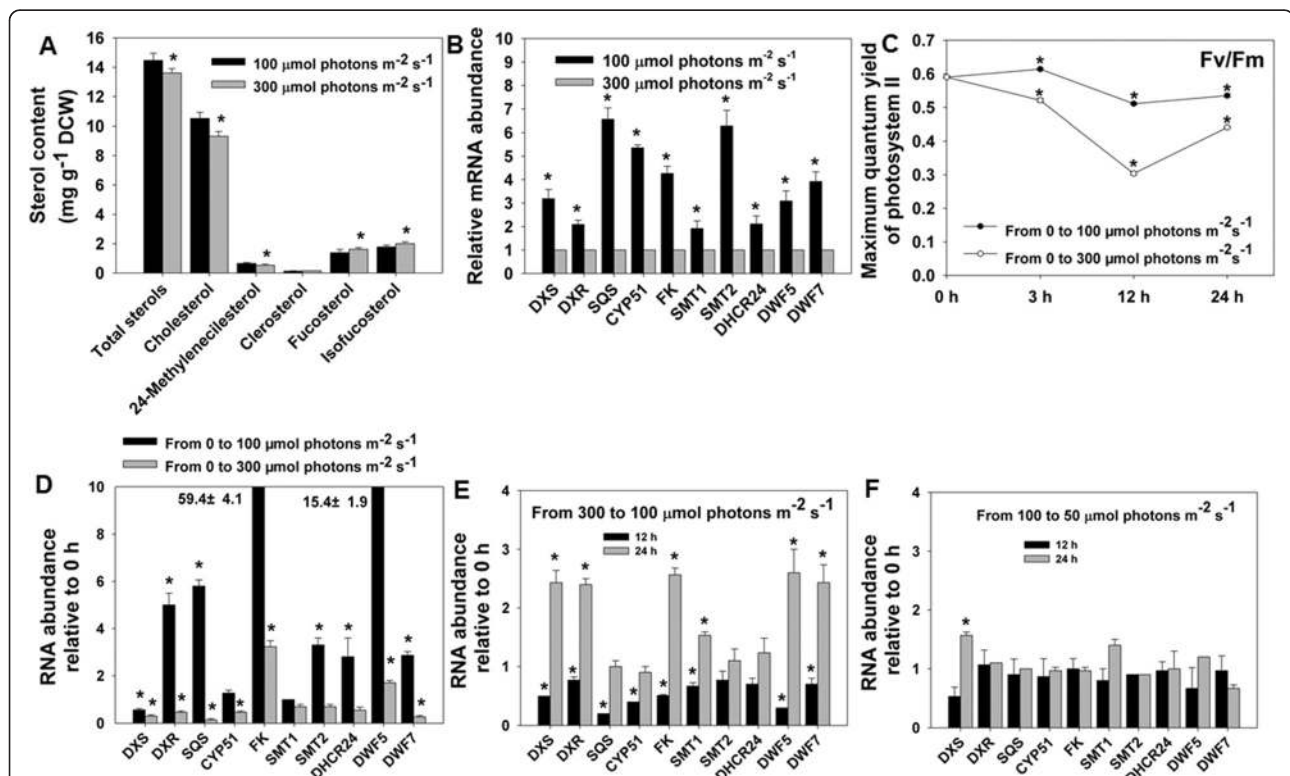 A
Sterol content
(mg g⁻¹ DCW)
16
14
12
10
8
6
4
2
0
100 µmol photons m⁻² s⁻¹
300 µmol photons m⁻² s⁻¹
* * * * *
Total sterols
Cholesterol
24-Methylenecilesterol
Clerosterol
Fucosterol
Isofucosterol
B
Relative mRNA abundance
10
9
8
7
6
5
4
3
2
1
0
100 µmol photons m⁻² s⁻¹
300 µmol photons m⁻² s⁻¹
* * * * * * * * * *
DXS
DXR
SQS
CYP51
FK
SMT1
SMT2
DHCR24
DWF5
DWF7
C
Fv/Fm
Maximum quantum yield
of photosystem II
0.7
0.6
0.5
0.4
0.3
0.2
0.1
0.0
* * * * * *
From 0 to 100 µmol photons m⁻²s⁻¹
From 0 to 300 µmol photons m⁻²s⁻¹
0 h
3 h
12 h
24 h
From 0 to 100 µmol photons m⁻² s⁻¹
From 0 to 300 µmol photons m⁻² s⁻¹
D
RNA abundance
relative to 0 h
10
8
6
4
2
0
59.4± 4.1
15.4± 1.9
* * * * * * * * * * * * *
DXS
DXR
SQS
CYP51
FK
SMT1
SMT2
DHCR24
DWF5
DWF7
E
RNA abundance
relative to 0 h
4
3
2
1
0
From 300 to 100 µmol photons m⁻² s⁻¹
12 h
24 h
* * * * * * * * * * * * * *
DXS
DXR
SQS
CYP51
FK
SMT1
SMT2
DHCR24
DWF5
DWF7
F
RNA abundance
relative to 0 h
4
3
2
1
0
From 100 to 50 µmol photons m⁻² s⁻¹
12 h
24 h
*
DXS
DXR
SQS
CYP51
FK
SMT1
SMT2
DHCR24
DWF5
DWF7